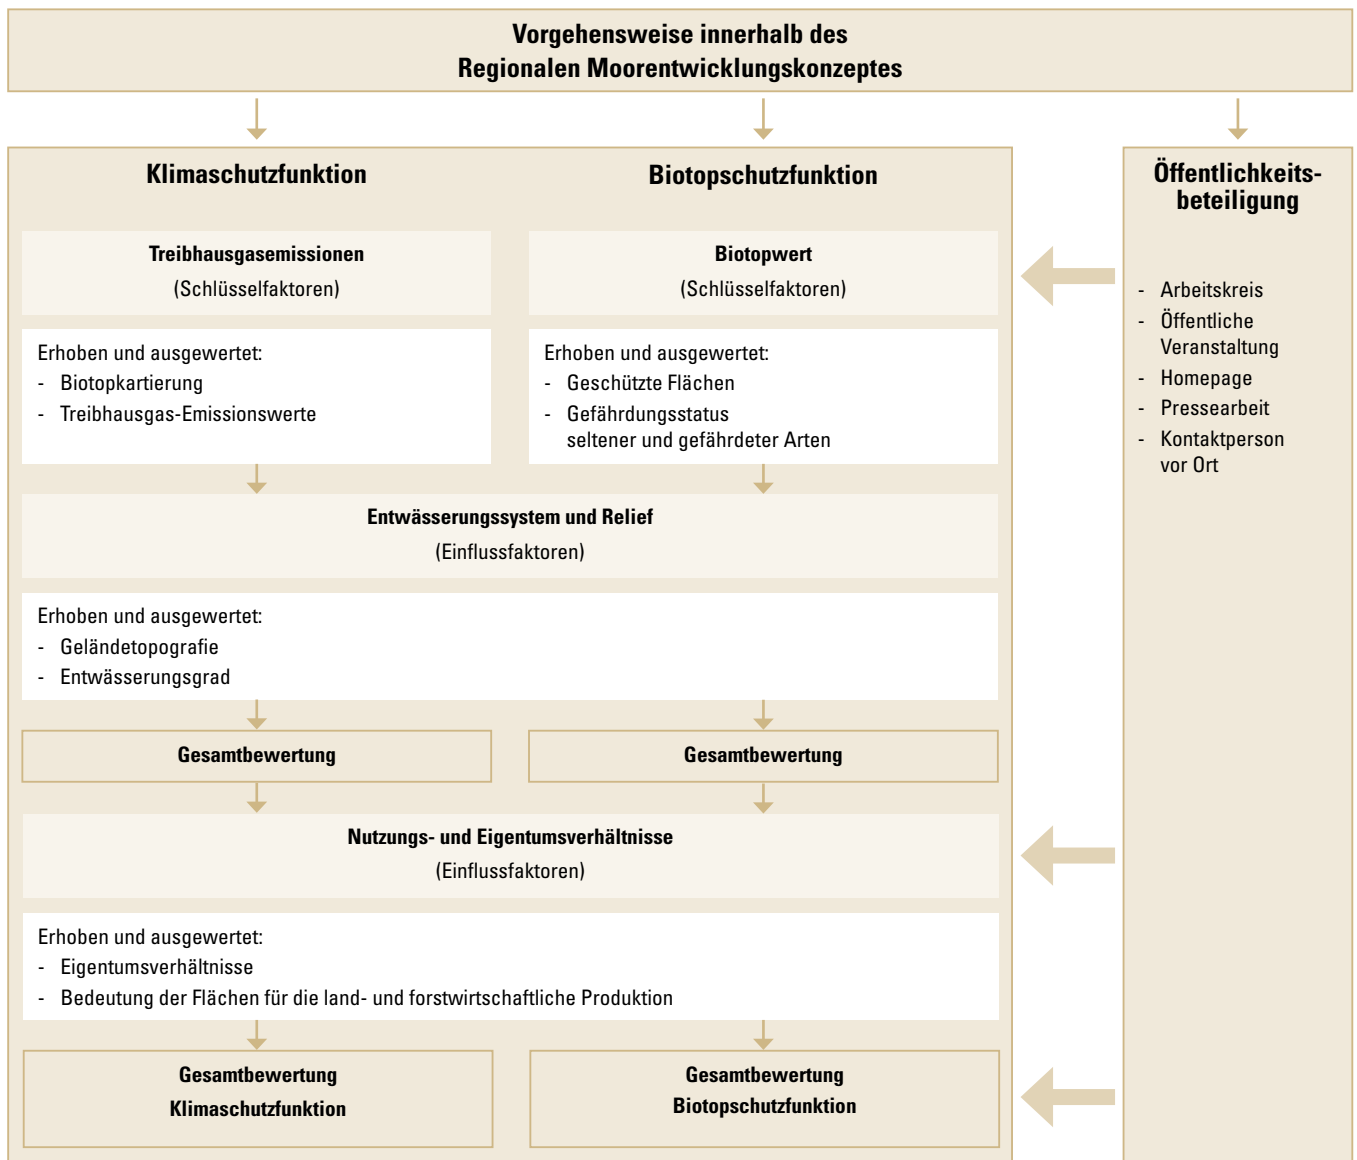 Vorgehensweise innerhalb des
Regionalen Moorentwicklungskonzeptes
Klimaschutzfunktion
Biotopschutzfunktion
Treibhausgasemissionen
(Schlüsselfaktoren)
Biotopwert
(Schlüsselfaktoren)
Erhoben und ausgewertet:
- Biotopkartierung
- Treibhausgas-Emissionswerte
Erhoben und ausgewertet:
- Geschützte Flächen
- Gefährdungsstatus
seltener und gefährdeter Arten
Entwässerungssystem und Relief
(Einflussfaktoren)
Erhoben und ausgewertet:
- Geländetopografie
- Entwässerungsgrad
Gesamtbewertung
Gesamtbewertung
Nutzungs- und Eigentumsverhältnisse
(Einflussfaktoren)
Erhoben und ausgewertet:
- Eigentumsverhältnisse
- Bedeutung der Flächen für die land- und forstwirtschaftliche Produktion
Gesamtbewertung
Klimaschutzfunktion
Gesamtbewertung
Biotopschutzfunktion
Öffentlichkeits-
beteiligung
- Arbeitskreis
- Öffentliche
Veranstaltung
- Homepage
- Pressearbeit
- Kontaktperson
vor Ort